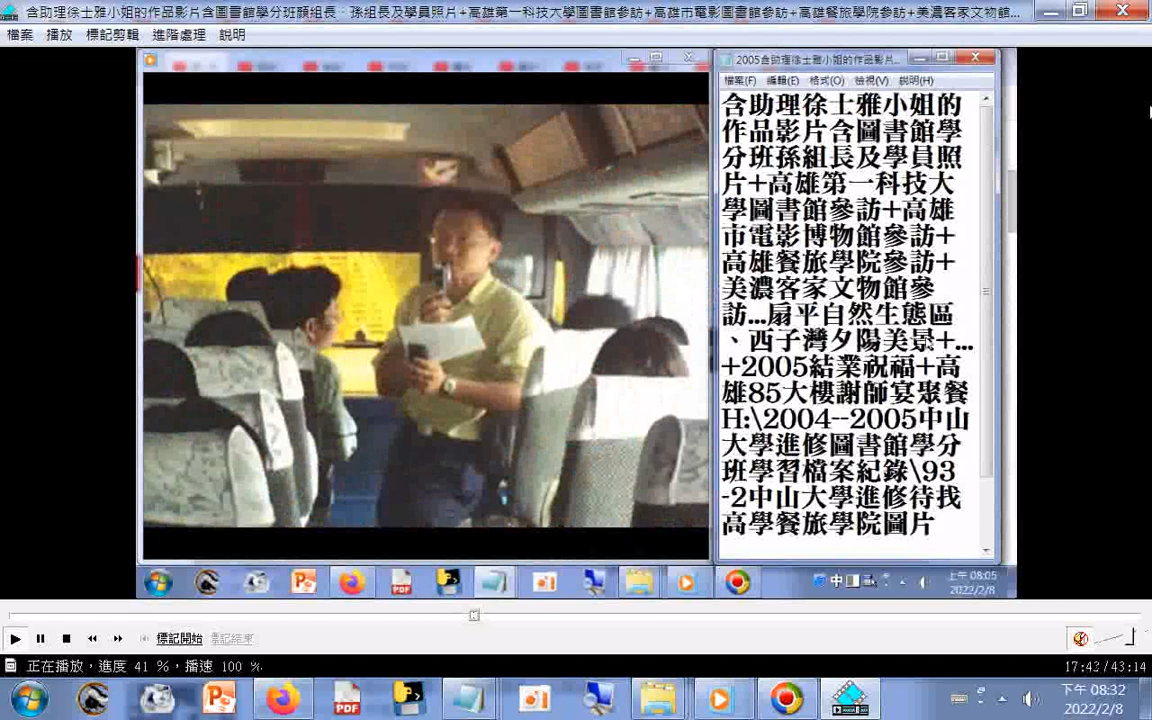 含助理徐士雅小姐的作品影片含圖書館學分班顏組長、孫組長及學員照片+高雄第一科技大學圖書館參訪+高雄市電影圖書館參訪+高雄餐旅學院參訪+美濃客家文物館...
檔案 播放 標記剪輯 進階處理 說明
2005含助理徐士雅小姐的作品影片...
檔案(F) 編輯(E) 格式(O) 檢視(V) 說明(H)
含助理徐士雅小姐的
作品影片含圖書館學
分班孫組長及學員照
片+高雄第一科技大
學圖書館參訪+高雄
市電影博物館參訪+
高雄餐旅學院參訪+
美濃客家文物館參
訪...扇平自然生態區
、西子灣夕陽美景+...
+2005結業祝福+高
雄85大樓謝師宴聚餐
H:\2004--2005中山
大學進修圖書館學分
班學習檔案紀錄\93
-2中山大學進修待找
高學餐旅學院圖片
中
上午 08:05
2022/2/8
標記開始 標記結束
正在播放，進度 41 %，播速 100 %.
17:42/43:14
下午 08:32
2022/2/8